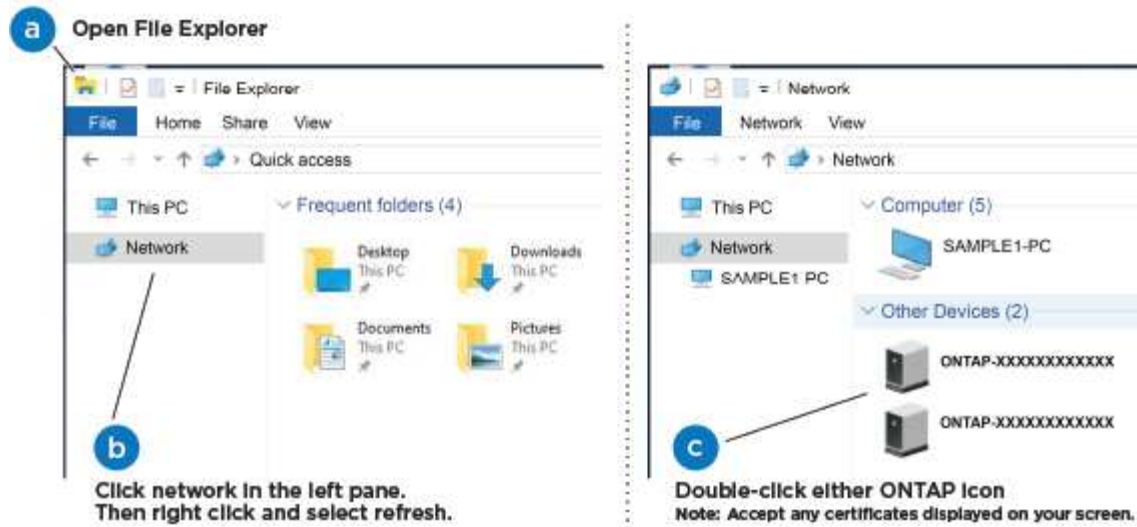 a
Open File Explorer
File Explorer
File Home Share View
Quick access
This PC
Network
Frequent folders (4)
Desktop
This PC
Downloads
This PC
Documents
This PC
Pictures
This PC
b
Click network in the left pane.
Then right click and select refresh.
Network
File Network View
Network
This PC
Network
SAMPLE1 PC
Computer (5)
SAMPLE1-PC
Other Devices (2)
ONTAP-XXXXXXXXXXXX
ONTAP-XXXXXXXXXXXX
c
Double-click either ONTAP icon
Note: Accept any certificates displayed on your screen.